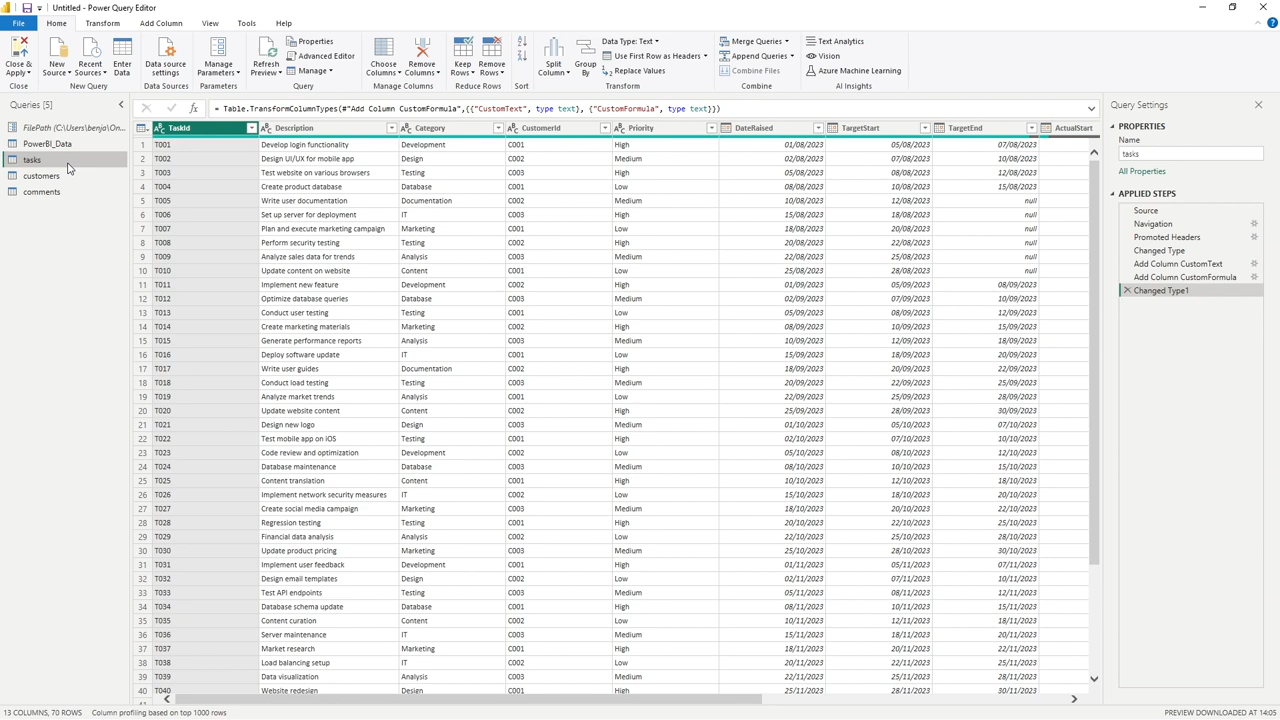 Untitled - Power Query Editor
File Home Transform Add Column View Tools Help
Close & Apply
New Source
Recent Sources
Enter Data
Data source settings
Manage Parameters
Refresh Preview
Properties
Advanced Editor
Manage
Choose Columns
Remove Columns
Keep Rows
Remove Rows
Split Column
Group By
Data Type: Text
Use First Row as Headers
Replace Values
Merge Queries
Append Queries
Combine Files
Text Analytics
Vision
Azure Machine Learning
Close New Query Data Sources Parameters Query Manage Columns Reduce Rows Sort Transform Combine AI Insights
Queries [5]
= Table.TransformColumnTypes(#"Add Column CustomFormula",{{"CustomText", type text}, {"CustomFormula", type text}})
FilePath (C:\Users\benja\On...
PowerBI_Data
tasks
customers
comments
TaskId Description Category CustomerId Priority DateRaised TargetStart TargetEnd ActualStart
1 T001 Develop login functionality Development C001 High 01/08/2023 05/08/2023 07/08/2023
2 T002 Design UI/UX for mobile app Design C002 Medium 02/08/2023 07/08/2023 10/08/2023
3 T003 Test website on various browsers Testing C003 High 05/08/2023 08/08/2023 12/08/2023
4 T004 Create product database Database C001 Low 08/08/2023 10/08/2023 15/08/2023
5 T005 Write user documentation Documentation C002 Medium 10/08/2023 12/08/2023 null
6 T006 Set up server for deployment IT C003 High 15/08/2023 18/08/2023 null
7 T007 Plan and execute marketing campaign Marketing C001 Low 18/08/2023 20/08/2023 null
8 T008 Perform security testing Testing C002 High 20/08/2023 22/08/2023 null
9 T009 Analyze sales data for trends Analysis C003 Medium 22/08/2023 25/08/2023 null
10 T010 Update content on website Content C001 Low 25/08/2023 28/08/2023 null
11 T011 Implement new feature Development C002 High 01/09/2023 05/09/2023 08/09/2023
12 T012 Optimize database queries Database C003 Medium 02/09/2023 07/09/2023 10/09/2023
13 T013 Conduct user testing Testing C001 Low 05/09/2023 08/09/2023 12/09/2023
14 T014 Create marketing materials Marketing C002 High 08/09/2023 10/09/2023 15/09/2023
15 T015 Generate performance reports Analysis C003 Medium 10/09/2023 12/09/2023 18/09/2023
16 T016 Deploy software update IT C001 Low 15/09/2023 18/09/2023 20/09/2023
17 T017 Write user guides Documentation C002 High 18/09/2023 20/09/2023 22/09/2023
18 T018 Conduct load testing Testing C003 Medium 20/09/2023 22/09/2023 25/09/2023
19 T019 Analyze market trends Analysis C001 Low 22/09/2023 25/09/2023 28/09/2023
20 T020 Update website content Content C002 High 25/09/2023 28/09/2023 30/09/2023
21 T021 Design new logo Design C003 Medium 01/10/2023 05/10/2023 07/10/2023
22 T022 Test mobile app on iOS Testing C001 High 02/10/2023 07/10/2023 10/10/2023
23 T023 Code review and optimization Development C002 Low 05/10/2023 08/10/2023 12/10/2023
24 T024 Database maintenance Database C003 Medium 08/10/2023 10/10/2023 15/10/2023
25 T025 Content translation Content C001 High 10/10/2023 12/10/2023 18/10/2023
26 T026 Implement network security measures IT C002 Low 15/10/2023 18/10/2023 20/10/2023
27 T027 Create social media campaign Marketing C003 Medium 18/10/2023 20/10/2023 22/10/2023
28 T028 Regression testing Testing C001 High 20/10/2023 22/10/2023 25/10/2023
29 T029 Financial data analysis Analysis C002 Low 22/10/2023 25/10/2023 28/10/2023
30 T030 Update product pricing Marketing C003 Medium 25/10/2023 28/10/2023 30/10/2023
31 T031 Implement user feedback Development C001 High 01/11/2023 05/11/2023 07/11/2023
32 T032 Design email templates Design C002 Low 02/11/2023 07/11/2023 10/11/2023
33 T033 Test API endpoints Testing C003 Medium 05/11/2023 08/11/2023 12/11/2023
34 T034 Database schema update Database C001 High 08/11/2023 10/11/2023 15/11/2023
35 T035 Content curation Content C002 Low 10/11/2023 12/11/2023 18/11/2023
36 T036 Server maintenance IT C003 Medium 15/11/2023 18/11/2023 20/11/2023
37 T037 Market research Marketing C001 High 18/11/2023 20/11/2023 22/11/2023
38 T038 Load balancing setup IT C002 Low 20/11/2023 22/11/2023 25/11/2023
39 T039 Data visualization Analysis C003 Medium 22/11/2023 25/11/2023 28/11/2023
40 T040 Website redesign Design C001 High 25/11/2023 28/11/2023 30/11/2023
Query Settings
PROPERTIES
Name
tasks
All Properties
APPLIED STEPS
Source
Navigation
Promoted Headers
Changed Type
Add Column CustomText
Add Column CustomFormula
Changed Type1
13 COLUMNS, 70 ROWS Column profiling based on top 1000 rows PREVIEW DOWNLOADED AT 14:05